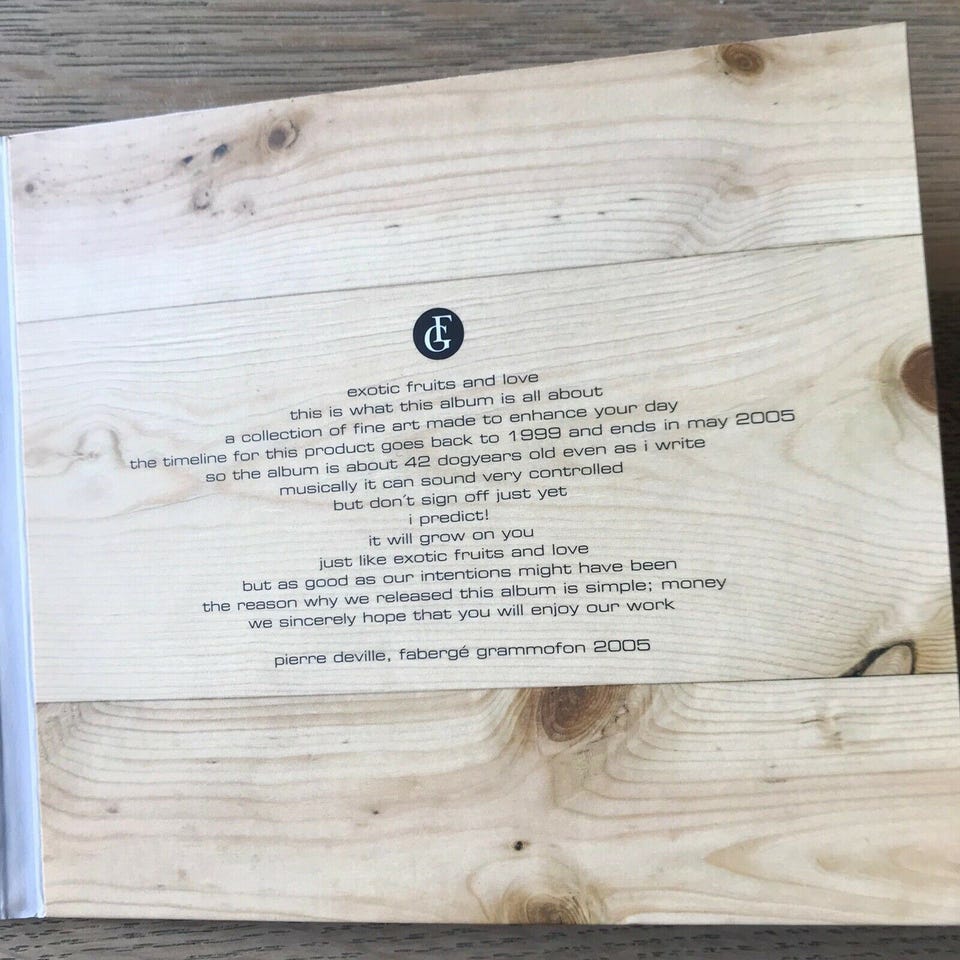 FG
exotic fruits and love
this is what this album is all about
a collection of fine art made to enhance your day
the timeline for this product goes back to 1999 and ends in may 2005
so the album is about 42 dogyears old even as i write
musically it can sound very controlled
but don´t sign off just yet
i predict!
it will grow on you
just like exotic fruits and love
but as good as our intentions might have been
the reason why we released this album is simple; money
we sincerely hope that you will enjoy our work
pierre deville, fabergé grammofon 2005